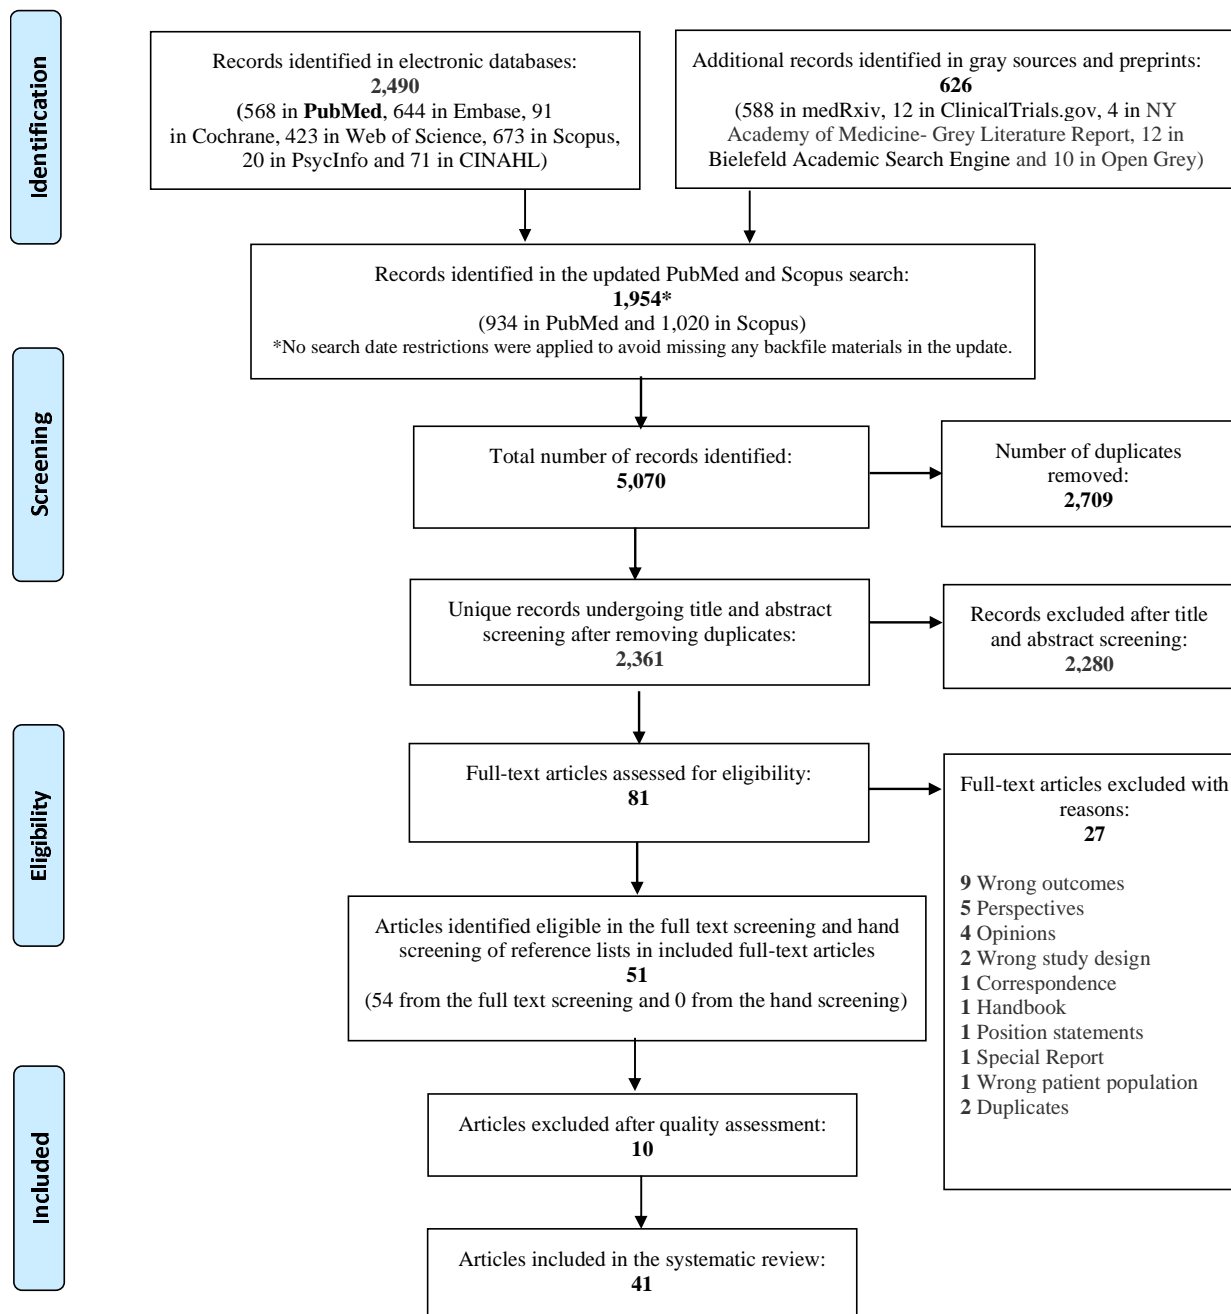 Identification
Records identified in electronic databases:
2,490
(568 in PubMed, 644 in Embase, 91
in Cochrane, 423 in Web of Science, 673 in Scopus,
20 in PsycInfo and 71 in CINAHL)
Additional records identified in gray sources and preprints:
626
(588 in medRxiv, 12 in ClinicalTrials.gov, 4 in NY
Academy of Medicine- Grey Literature Report, 12 in
Bielefeld Academic Search Engine and 10 in Open Grey)
Records identified in the updated PubMed and Scopus search:
1,954*
(934 in PubMed and 1,020 in Scopus)
*No search date restrictions were applied to avoid missing any backfile materials in the update.
Screening
Total number of records identified:
5,070
Number of duplicates
removed:
2,709
Unique records undergoing title and abstract
screening after removing duplicates:
2,361
Records excluded after title
and abstract screening:
2,280
Eligibility
Full-text articles assessed for eligibility:
81
Full-text articles excluded with
reasons:
27
9 Wrong outcomes
5 Perspectives
4 Opinions
2 Wrong study design
1 Correspondence
1 Handbook
1 Position statements
1 Special Report
1 Wrong patient population
2 Duplicates
Articles identified eligible in the full text screening and hand
screening of reference lists in included full-text articles
51
(54 from the full text screening and 0 from the hand screening)
Included
Articles excluded after quality assessment:
10
Articles included in the systematic review:
41